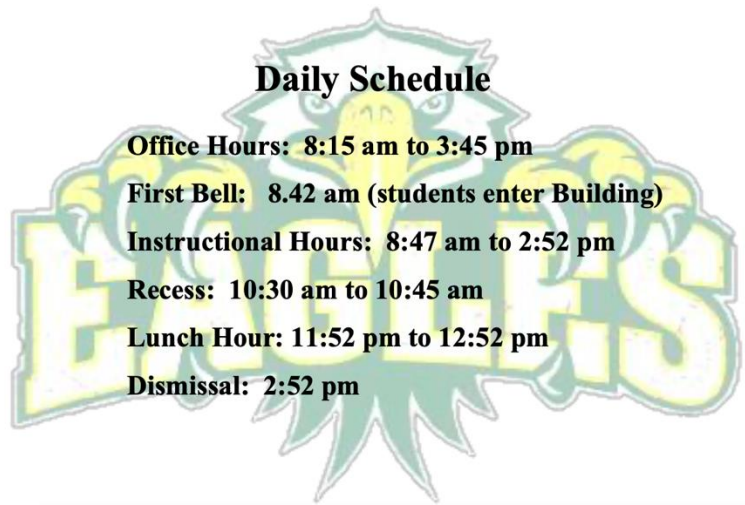 Daily Schedule
Office Hours: 8:15 am to 3:45 pm
First Bell: 8.42 am (students enter Building)
Instructional Hours: 8:47 am to 2:52 pm
Recess: 10:30 am to 10:45 am
Lunch Hour: 11:52 pm to 12:52 pm
Dismissal: 2:52 pm
EAGLES